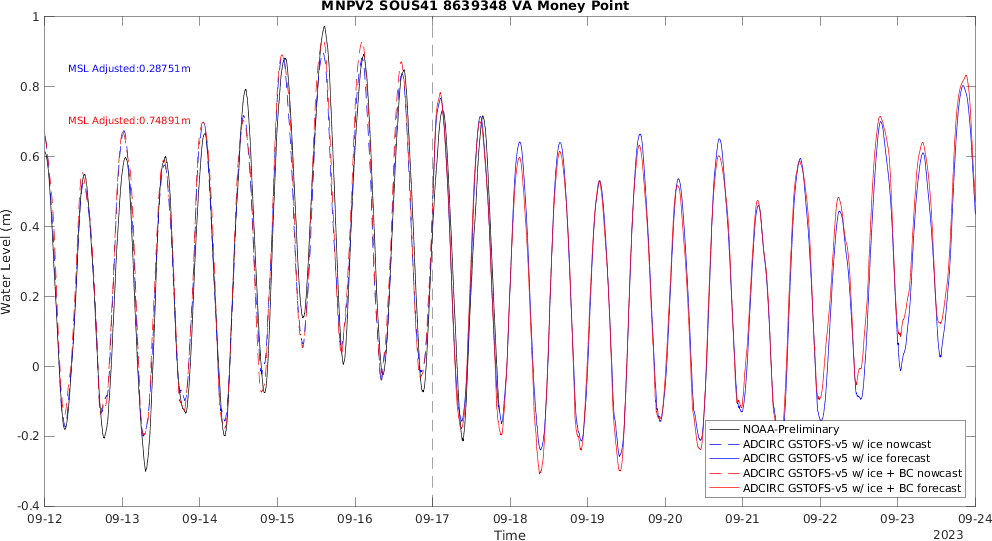 MNPV2 SOUS41 8639348 VA Money Point
MSL Adjusted:0.28751m
MSL Adjusted:0.74891m
Water Level (m)
1
0.8
0.6
0.4
0.2
0
-0.2
-0.4
NOAA-Preliminary
ADCIRC GSTOFS-v5 w/ ice nowcast
ADCIRC GSTOFS-v5 w/ ice forecast
ADCIRC GSTOFS-v5 w/ ice + BC nowcast
ADCIRC GSTOFS-v5 w/ ice + BC forecast
09-12 09-13 09-14 09-15 09-16 09-17 09-18 09-19 09-20 09-21 09-22 09-23 09-24
Time
2023